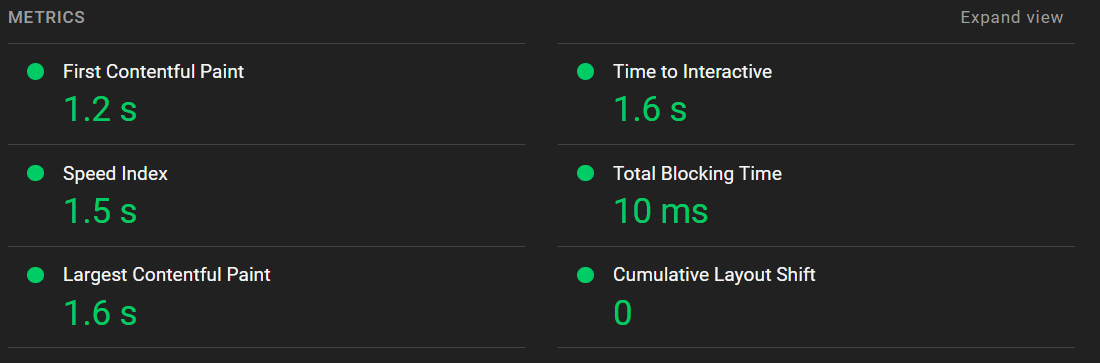 METRICS
Expand view
First Contentful Paint
1.2 s
Time to Interactive
1.6 s
Speed Index
1.5 s
Total Blocking Time
10 ms
Largest Contentful Paint
1.6 s
Cumulative Layout Shift
0